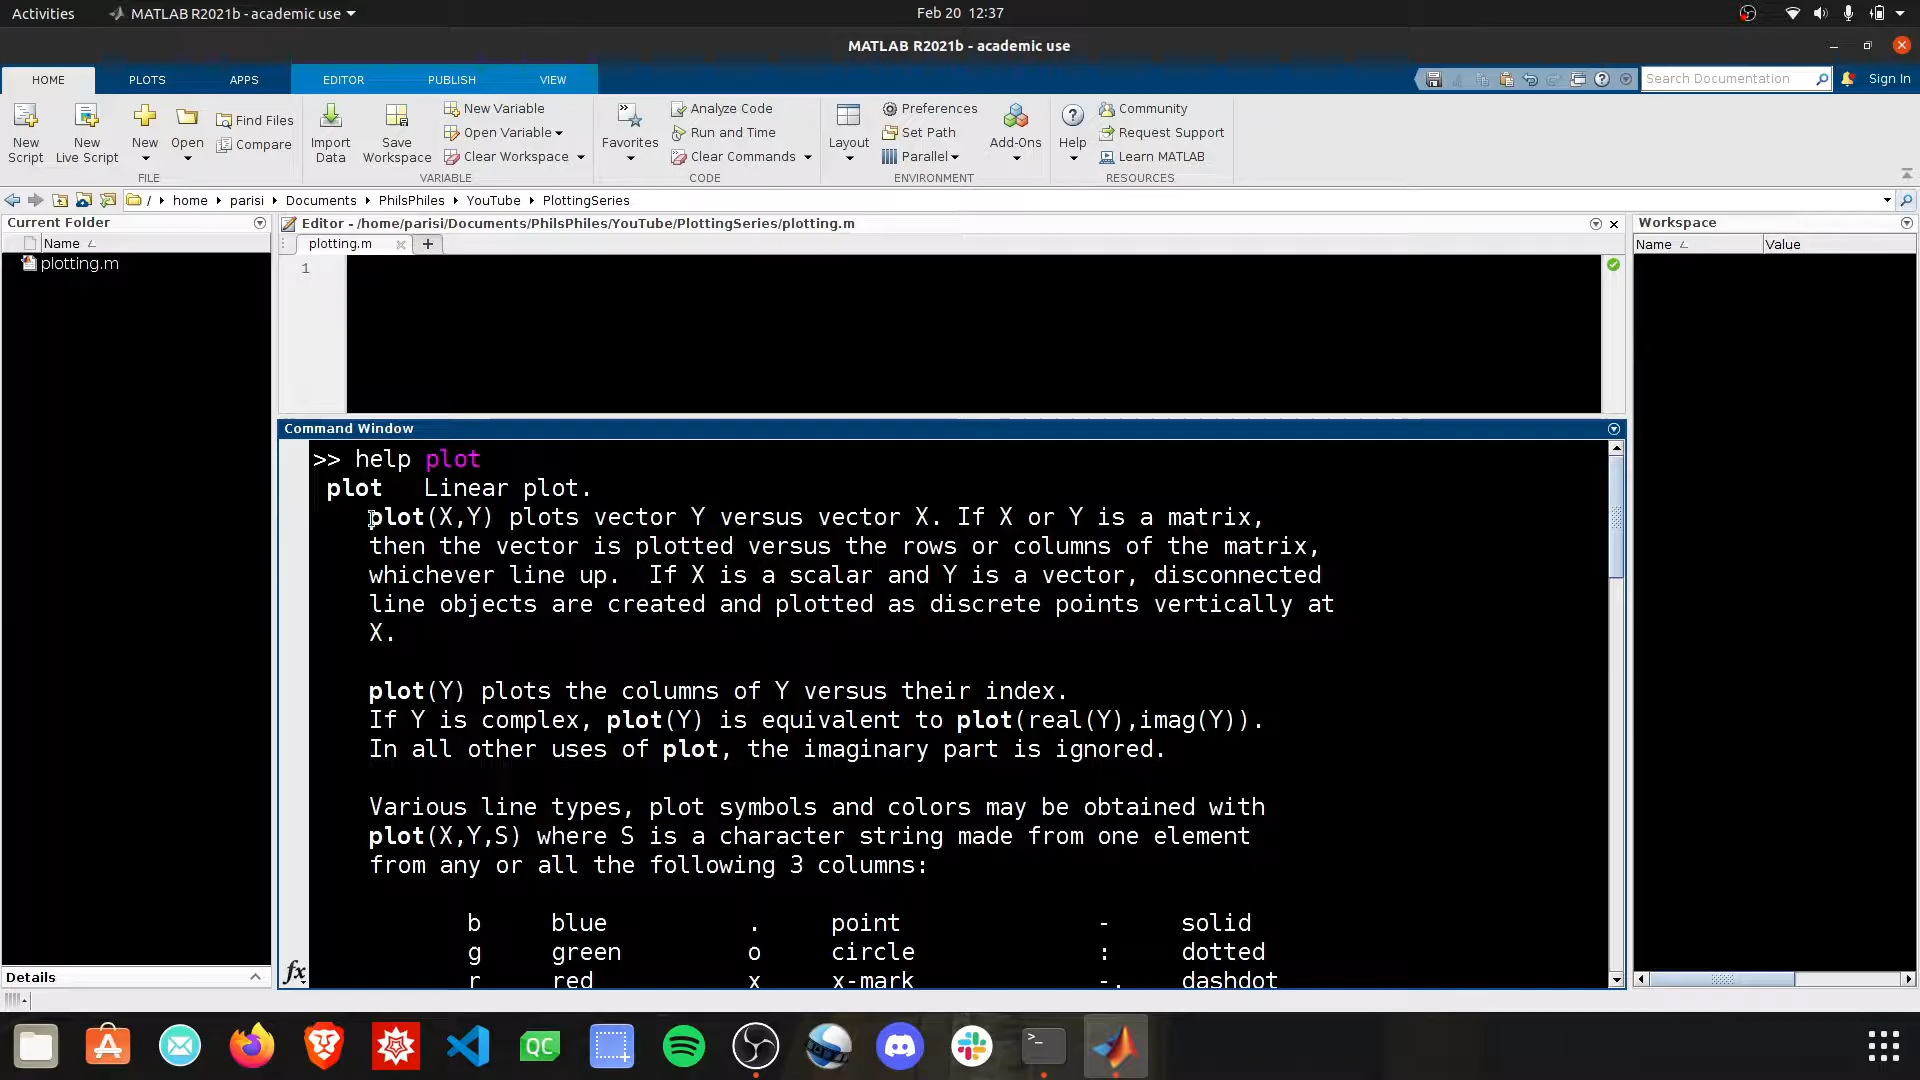 Activities MATLAB R2021b - academic use Feb 20 12:37
MATLAB R2021b - academic use
HOME PLOTS APPS EDITOR PUBLISH VIEW Search Documentation Sign In
New Script New Live Script New Open Find Files Compare
FILE
Import Data Save Workspace New Variable Open Variable Clear Workspace
VARIABLE
Favorites Analyze Code Run and Time Clear Commands
CODE
Layout Preferences Set Path Parallel Add-Ons
ENVIRONMENT
Help Community Request Support Learn MATLAB
RESOURCES
/ home parisi Documents PhilsPhiles YouTube PlottingSeries
Current Folder
Name
plotting.m
Details
Editor - /home/parisi/Documents/PhilsPhiles/YouTube/PlottingSeries/plotting.m
plotting.m +
1
Workspace
Name Value
Command Window
>> help plot
plot Linear plot.
plot(X,Y) plots vector Y versus vector X. If X or Y is a matrix,
then the vector is plotted versus the rows or columns of the matrix,
whichever line up. If X is a scalar and Y is a vector, disconnected
line objects are created and plotted as discrete points vertically at
X.
plot(Y) plots the columns of Y versus their index.
If Y is complex, plot(Y) is equivalent to plot(real(Y),imag(Y)).
In all other uses of plot, the imaginary part is ignored.
Various line types, plot symbols and colors may be obtained with
plot(X,Y,S) where S is a character string made from one element
from any or all the following 3 columns:
b blue . point - solid
g green o circle : dotted
r red x x-mark -. dashdot
fx
QC
>_